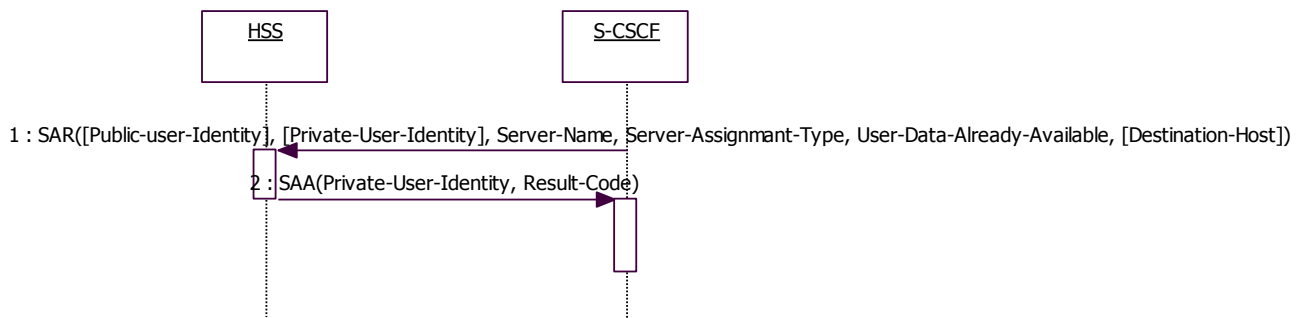 HSS
S-CSCF
1 : SAR([Public-user-Identity], [Private-User-Identity], Server-Name, Server-Assignmant-Type, User-Data-Already-Available, [Destination-Host])
2 : SAA(Private-User-Identity, Result-Code)